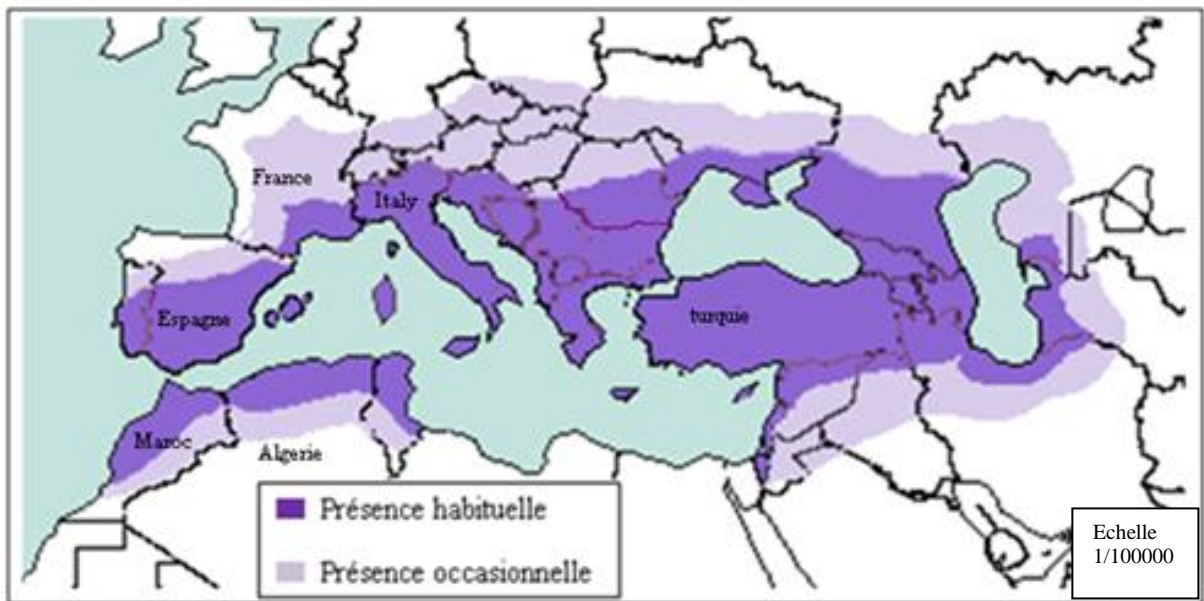 France
Italy
Espagne
turquie
Maroc
Algerie
Présence habituelle
Présence occasionnelle
Echelle
1/100000